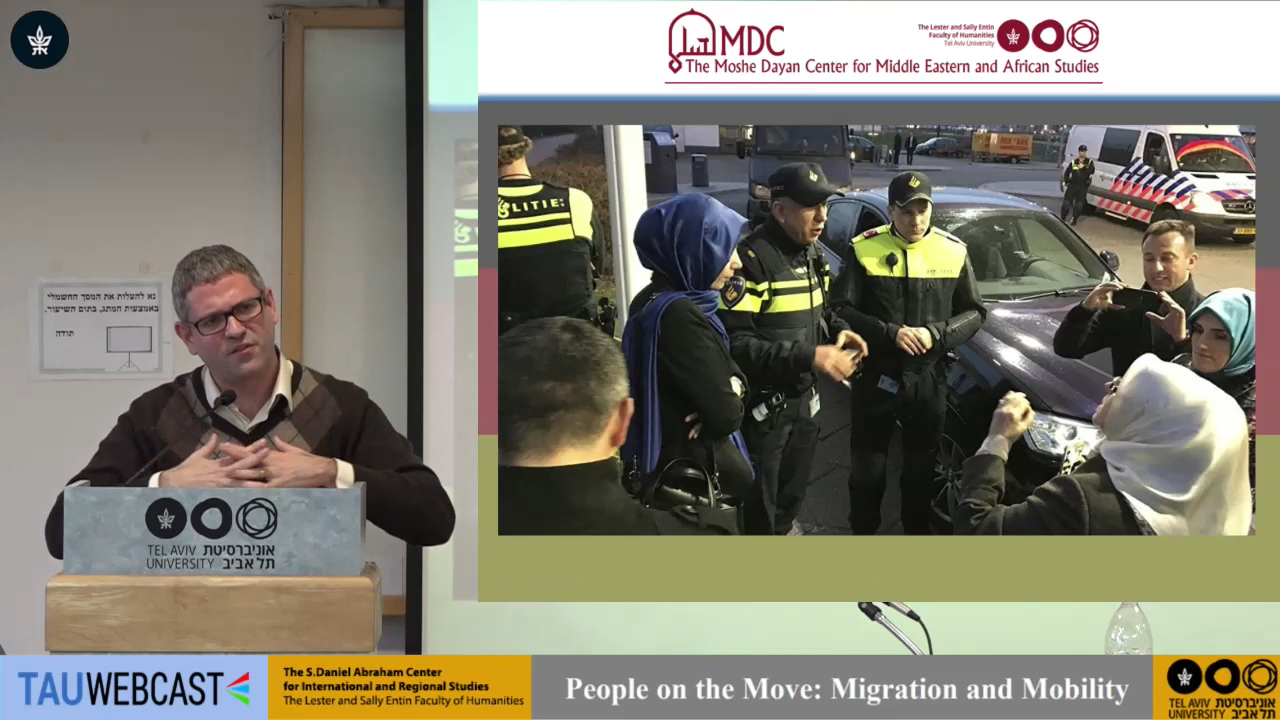 MDC
The Moshe Dayan Center for Middle Eastern and African Studies
The Lester and Sally Entin
Faculty of Humanities
Tel Aviv University
נא להעלות את המסך החשמלי
באמצעות המתג, בתום השיעור.
תודה
TEL AVIV
UNIVERSITY
אוניברסיטת
תל אביב
LITIE
TAUWEBCAST
The S.Daniel Abraham Center
for International and Regional Studies
The Lester and Sally Entin Faculty of Humanities
People on the Move: Migration and Mobility
TEL AVIV
UNIVERSITY
אוניברסיטת
תל אביב